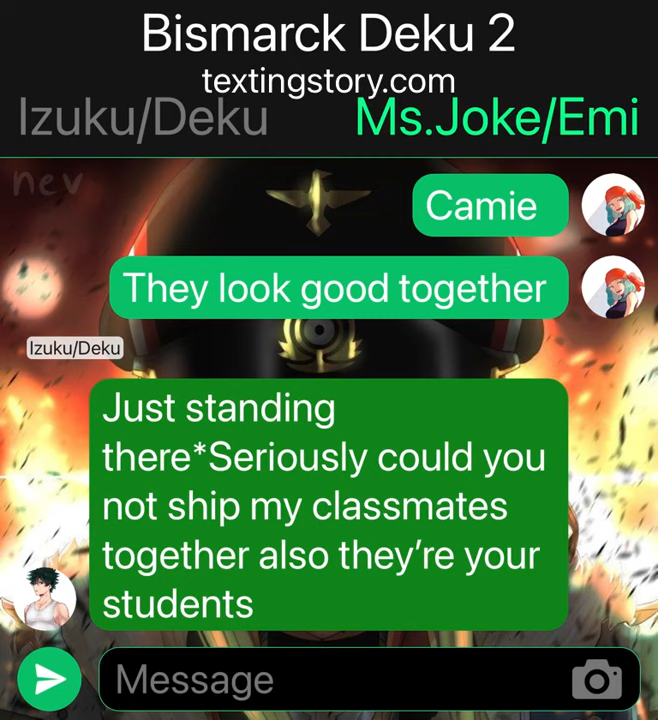 Bismarck Deku 2
textingstory.com
Izuku/Deku
Ms.Joke/Emi
nev
Camie
They look good together
Izuku/Deku
Just standing
there*Seriously could you
not ship my classmates
together also they're your
students
Message